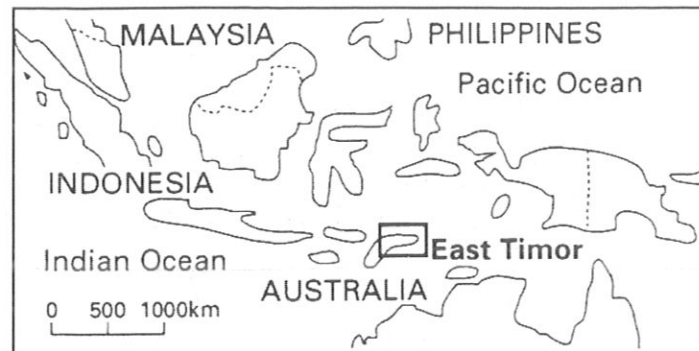 MALAYSIA
PHILIPPINES
Pacific Ocean
INDONESIA
East Timor
Indian Ocean
AUSTRALIA
0 500 1000km